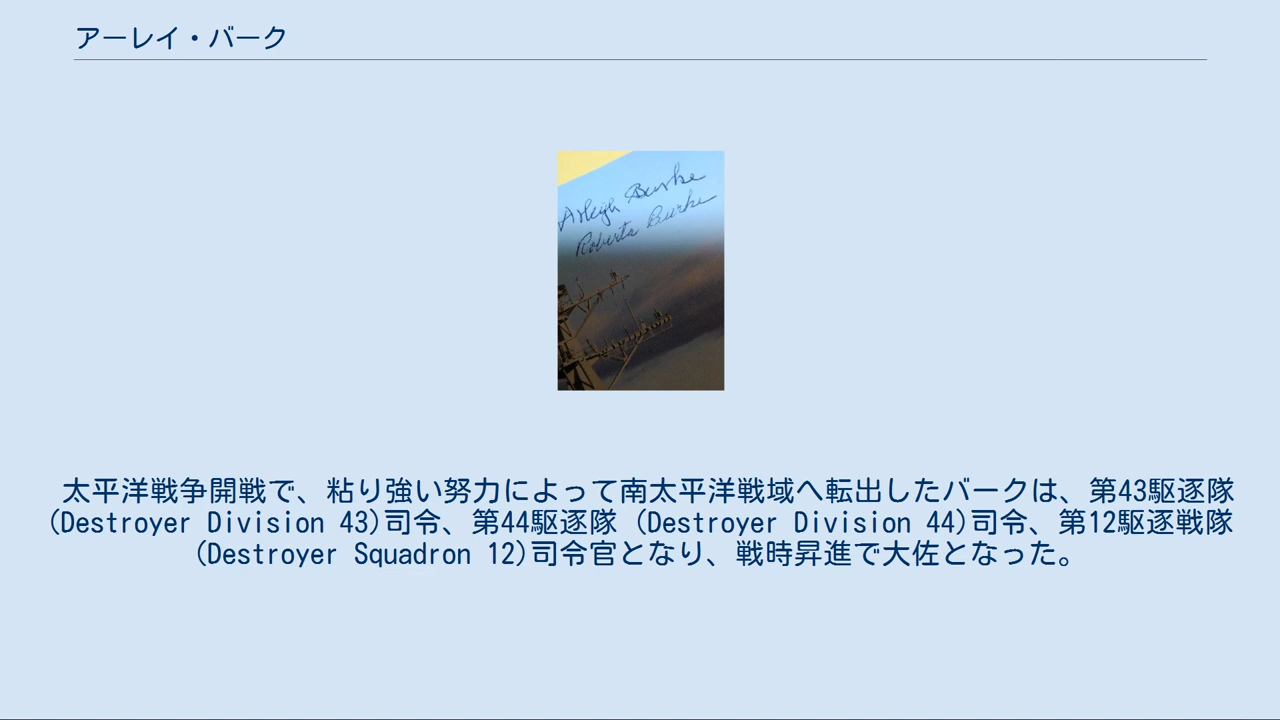 アーレイ・バーク
Arleigh Burke
Roberta Burke
太平洋戦争開戦で、粘り強い努力によって南太平洋戦域へ転出したバークは、第43駆逐隊
(Destroyer Division 43)司令、第44駆逐隊 (Destroyer Division 44)司令、第12駆逐戦隊
(Destroyer Squadron 12)司令官となり、戦時昇進で大佐となった。